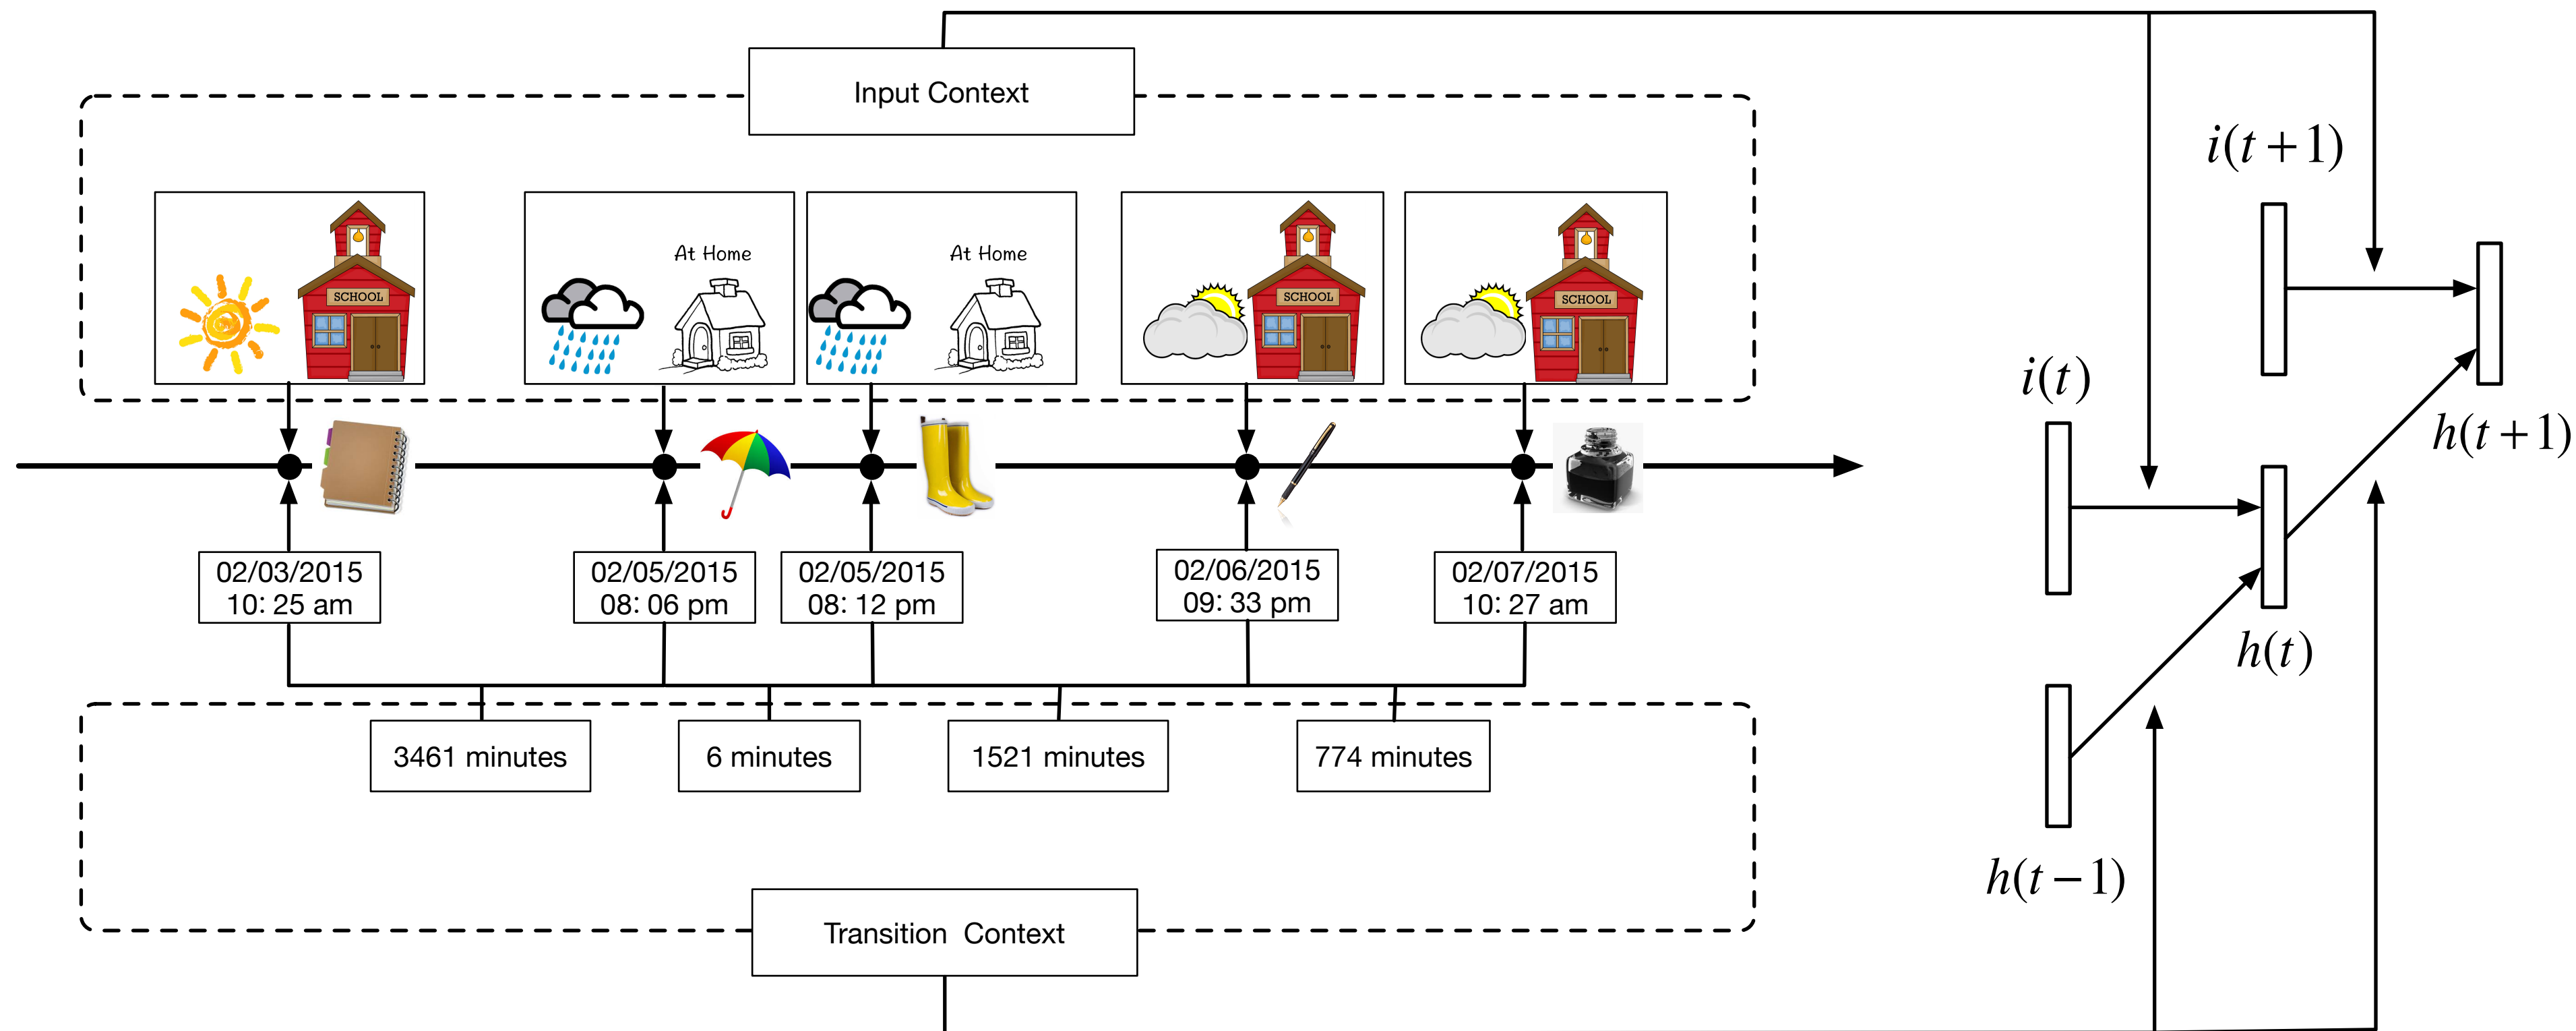 Input Context
i(t+1)
At Home
At Home
SCHOOL
SCHOOL
SCHOOL
i(t)
h(t+1)
02/03/2015
10: 25 am
02/05/2015
08: 06 pm
02/05/2015
08: 12 pm
02/06/2015
09: 33 pm
02/07/2015
10: 27 am
h(t)
3461 minutes
6 minutes
1521 minutes
774 minutes
h(t−1)
Transition Context